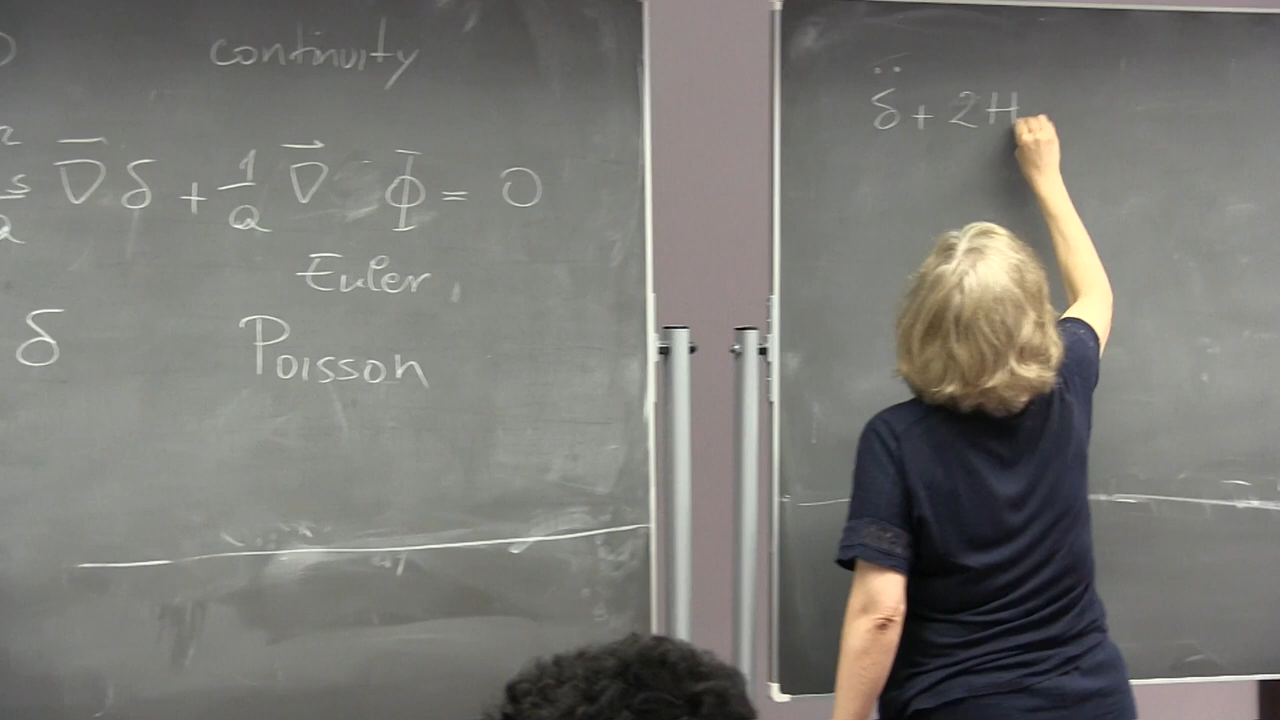 continuity
∇⃗ δ + 1/a ∇⃗ Φ = 0
Euler,
δ Poisson
δ̈ + 2H